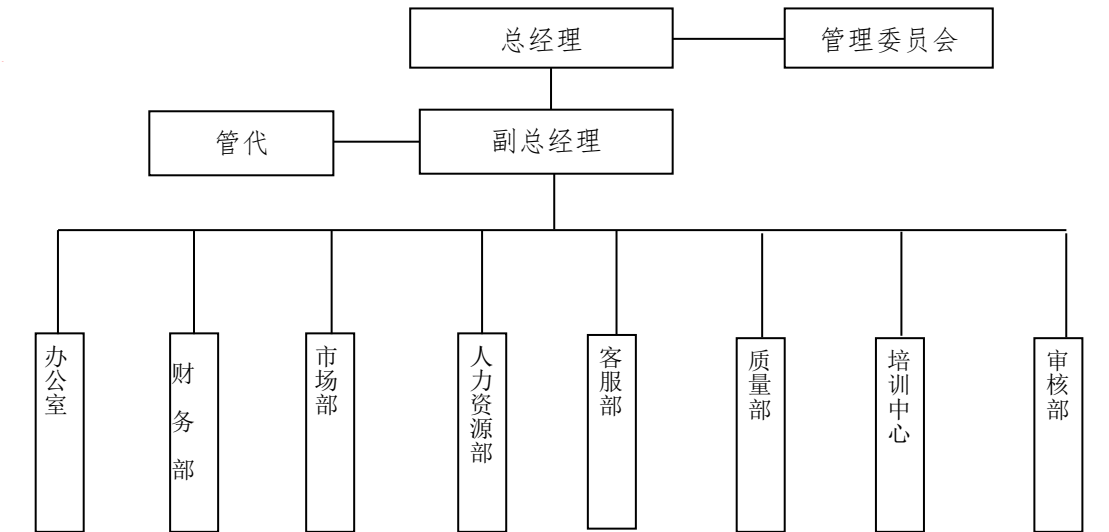 总经理
管理委员会
管代
副总经理
办公室
财务部
市场部
人力资源部
客服部
质量部
培训中心
审核部